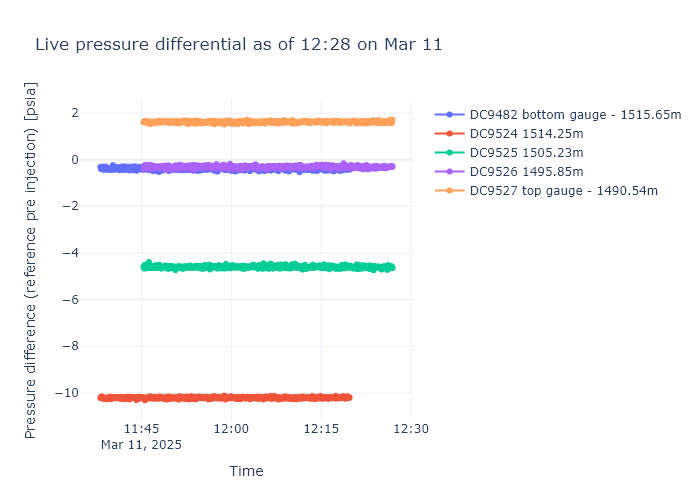 Live pressure differential as of 12:28 on Mar 11
Pressure difference (reference pre injection) [psia]
2
0
−2
−4
−6
−8
−10
11:45
Mar 11, 2025
12:00
12:15
12:30
Time
DC9482 bottom gauge - 1515.65m
DC9524 1514.25m
DC9525 1505.23m
DC9526 1495.85m
DC9527 top gauge - 1490.54m